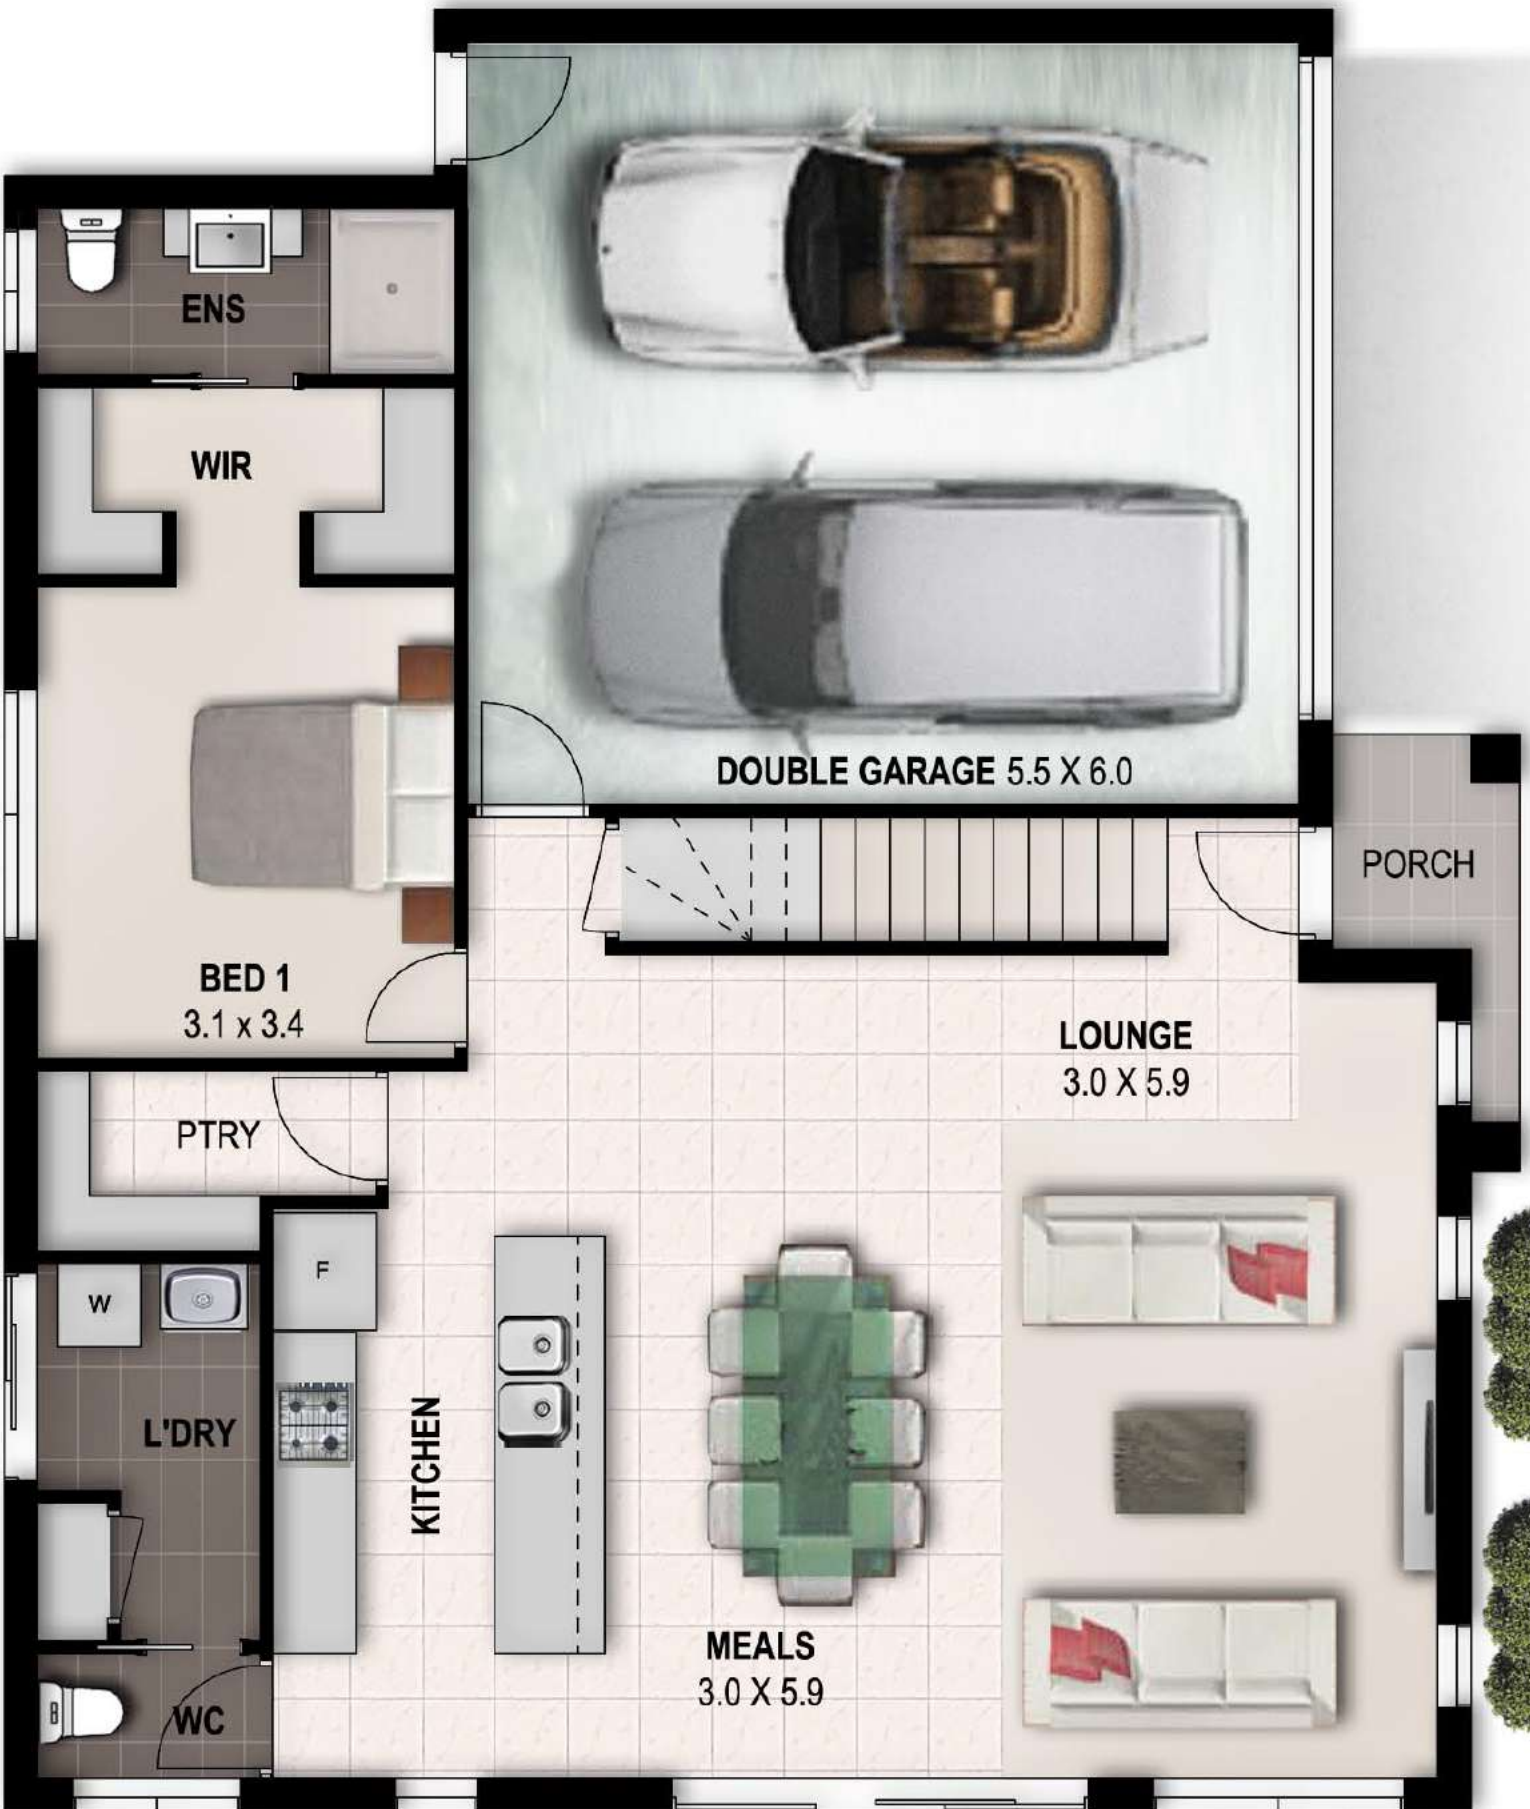 ENS
WIR
DOUBLE GARAGE 5.5 X 6.0
PORCH
BED 1
3.1 x 3.4
LOUNGE
3.0 X 5.9
PTRY
F
W
L'DRY
KITCHEN
MEALS
3.0 X 5.9
WC